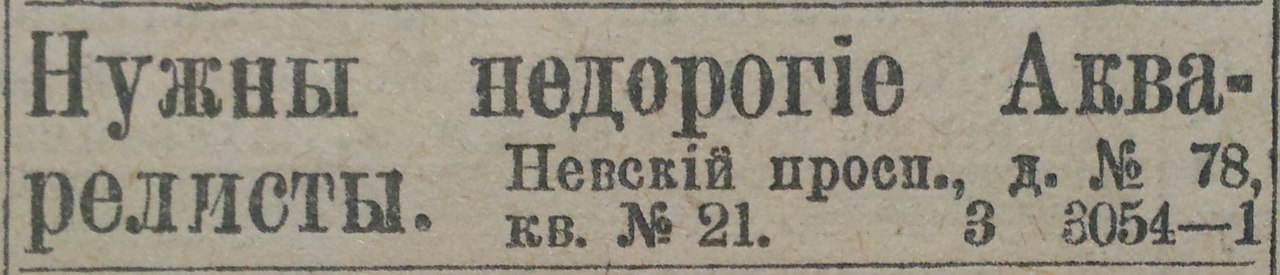 Нужны недорогіе Аква-
релисты. Невскій просп., д. № 78,
кв. № 21. 3 3054—1